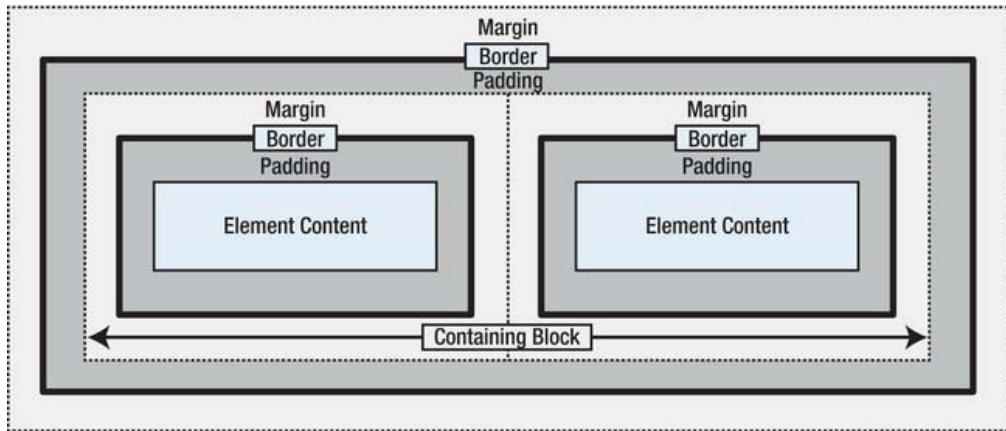 Margin
Border
Padding
Margin Margin
Border Border
Padding Padding
Element Content Element Content
Containing Block